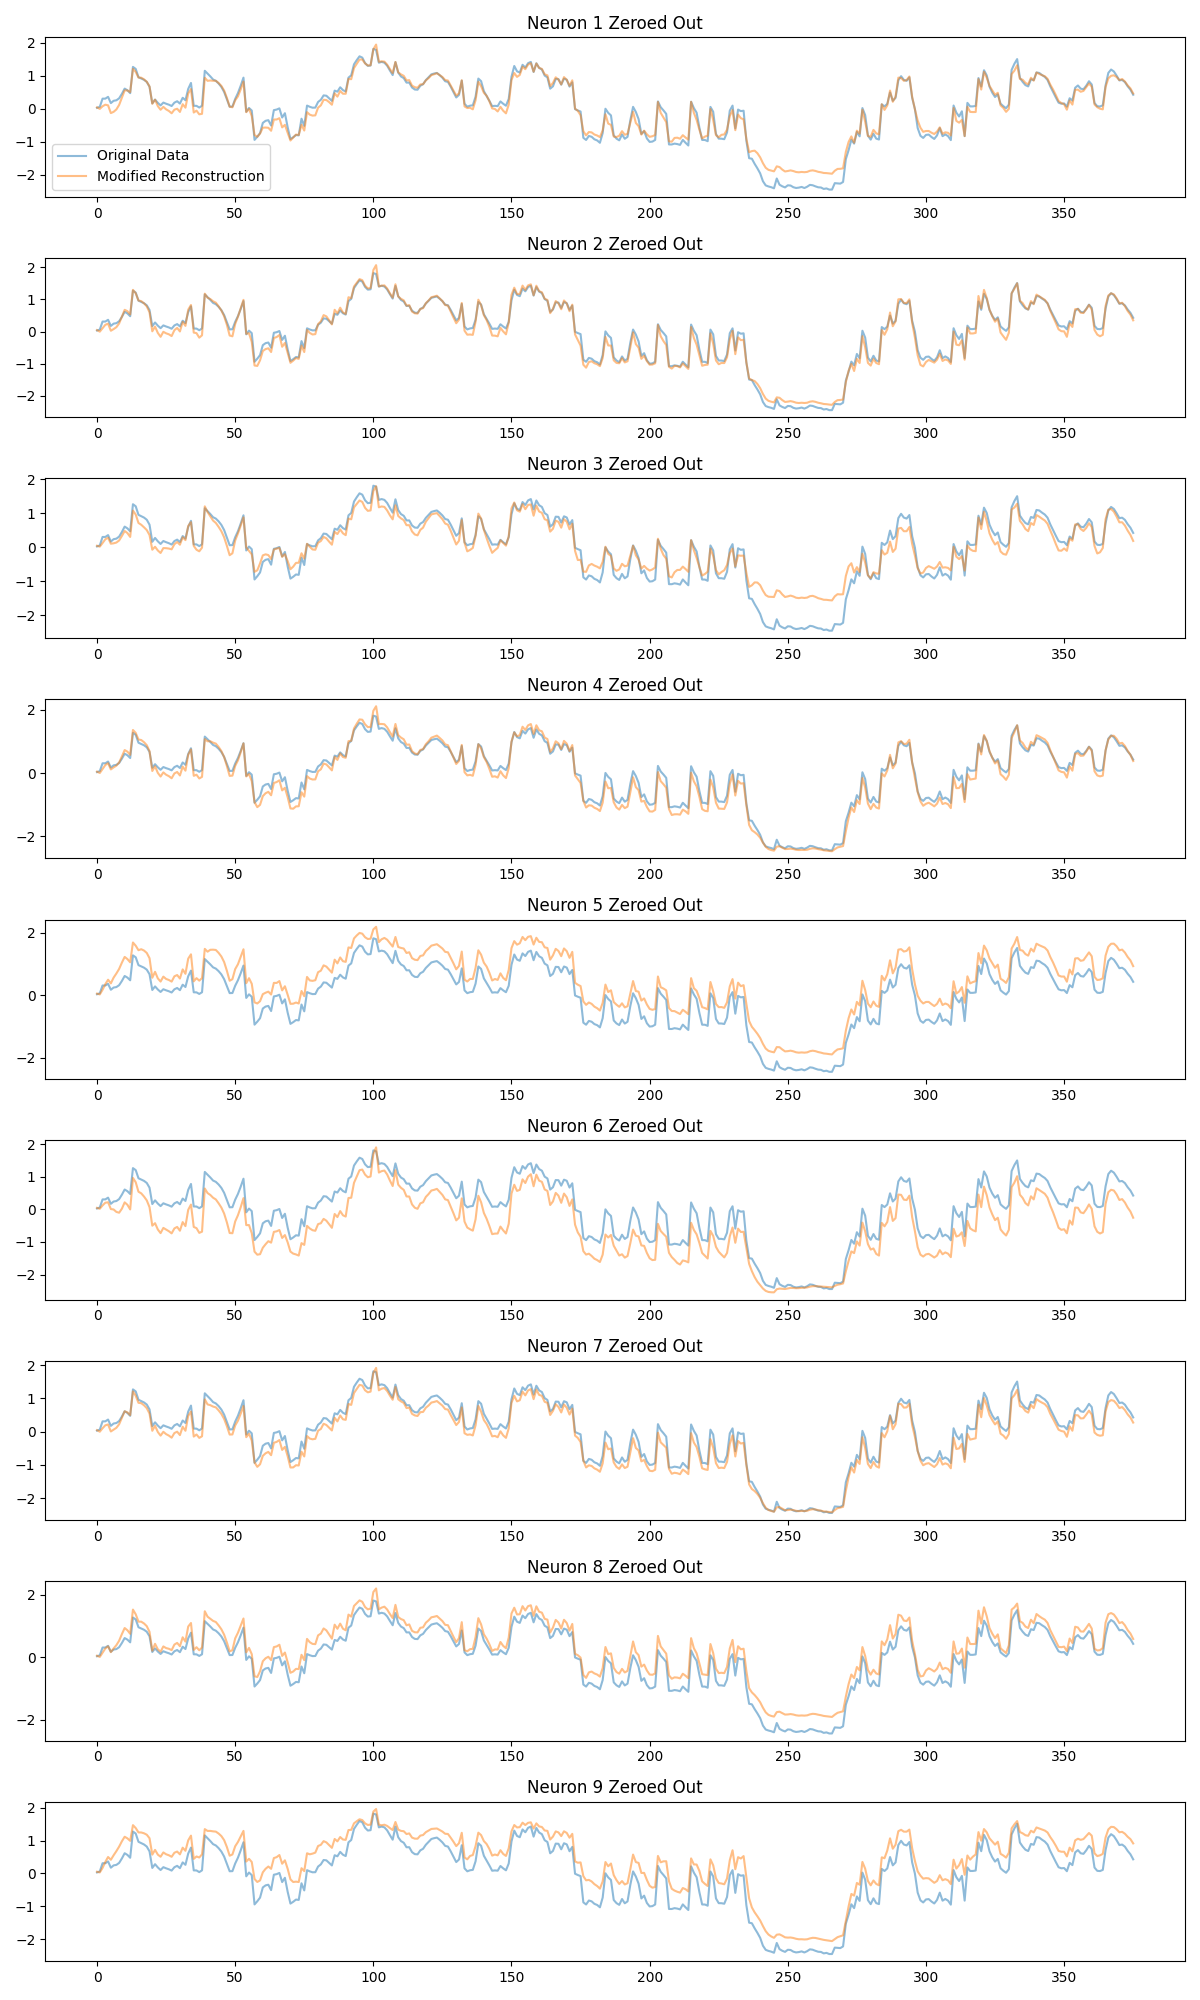 Neuron 1 Zeroed Out
2
1
0
−1
−2
Original Data
Modified Reconstruction
0 50 100 150 200 250 300 350
Neuron 2 Zeroed Out
2
1
0
−1
−2
0 50 100 150 200 250 300 350
Neuron 3 Zeroed Out
2
1
0
−1
−2
0 50 100 150 200 250 300 350
Neuron 4 Zeroed Out
2
0
−2
0 50 100 150 200 250 300 350
Neuron 5 Zeroed Out
2
0
−2
0 50 100 150 200 250 300 350
Neuron 6 Zeroed Out
2
1
0
−1
−2
0 50 100 150 200 250 300 350
Neuron 7 Zeroed Out
2
1
0
−1
−2
0 50 100 150 200 250 300 350
Neuron 8 Zeroed Out
2
0
−2
0 50 100 150 200 250 300 350
Neuron 9 Zeroed Out
2
1
0
−1
−2
0 50 100 150 200 250 300 350